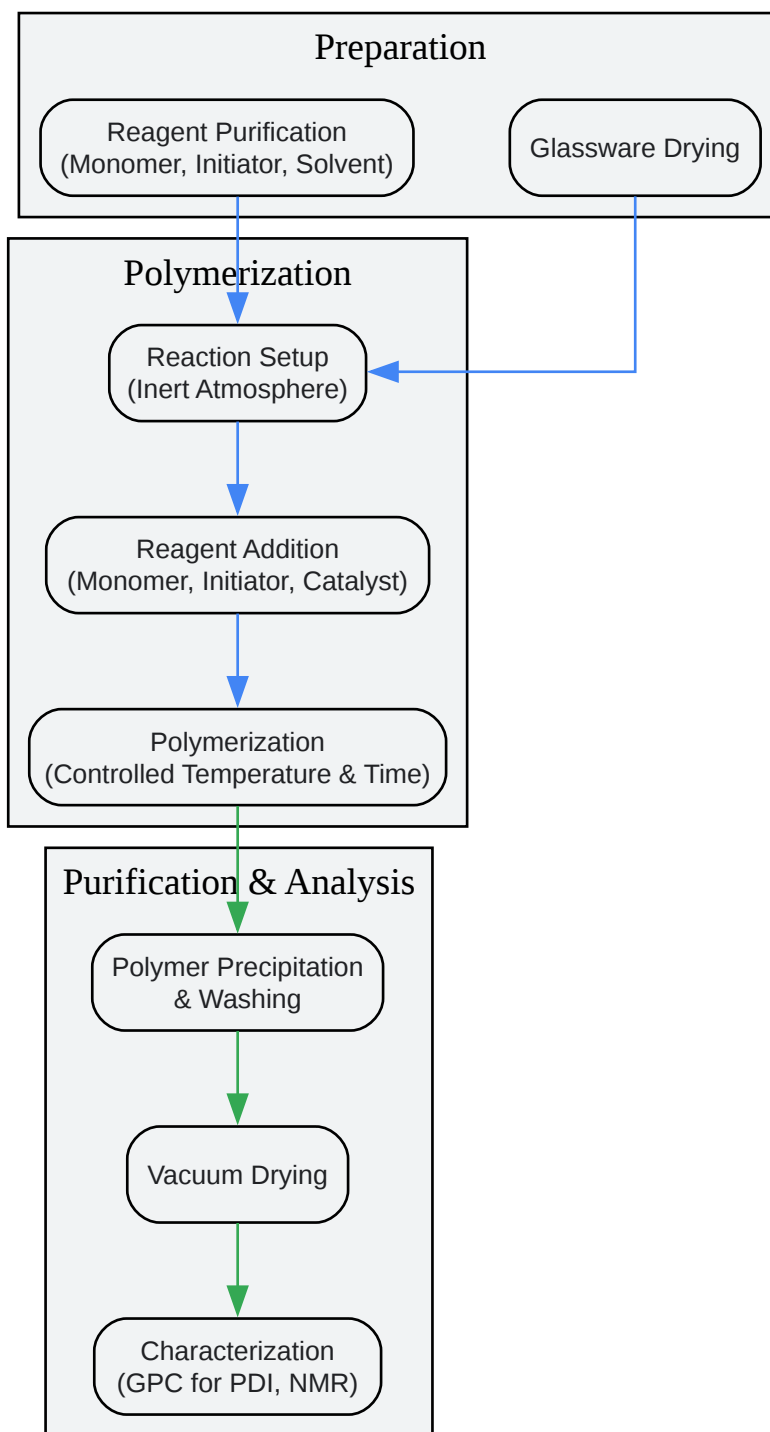 Preparation
Reagent Purification
(Monomer, Initiator, Solvent)
Glassware Drying
Polymerization
Reaction Setup
(Inert Atmosphere)
Reagent Addition
(Monomer, Initiator, Catalyst)
Polymerization
(Controlled Temperature & Time)
Purification & Analysis
Polymer Precipitation
& Washing
Vacuum Drying
Characterization
(GPC for PDI, NMR)